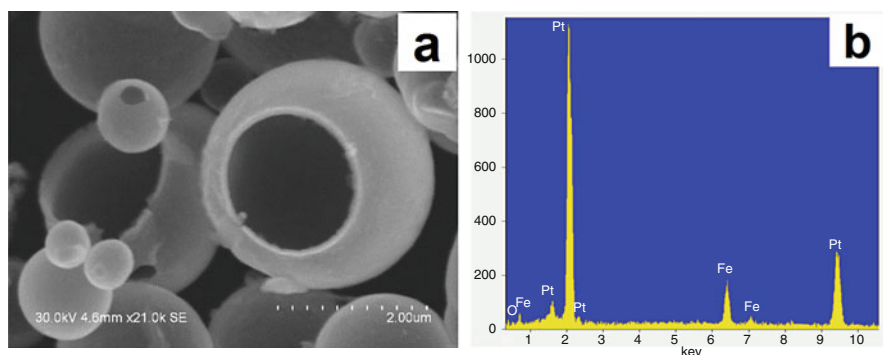 a
30.0kV 4.6mm x21.0k SE
2.00um
b
1000
800
600
400
200
0
Pt
Fe
Pt
Fe
Pt
Pt
O
Fe
1 2 3 4 5 6 7 8 9 10
key